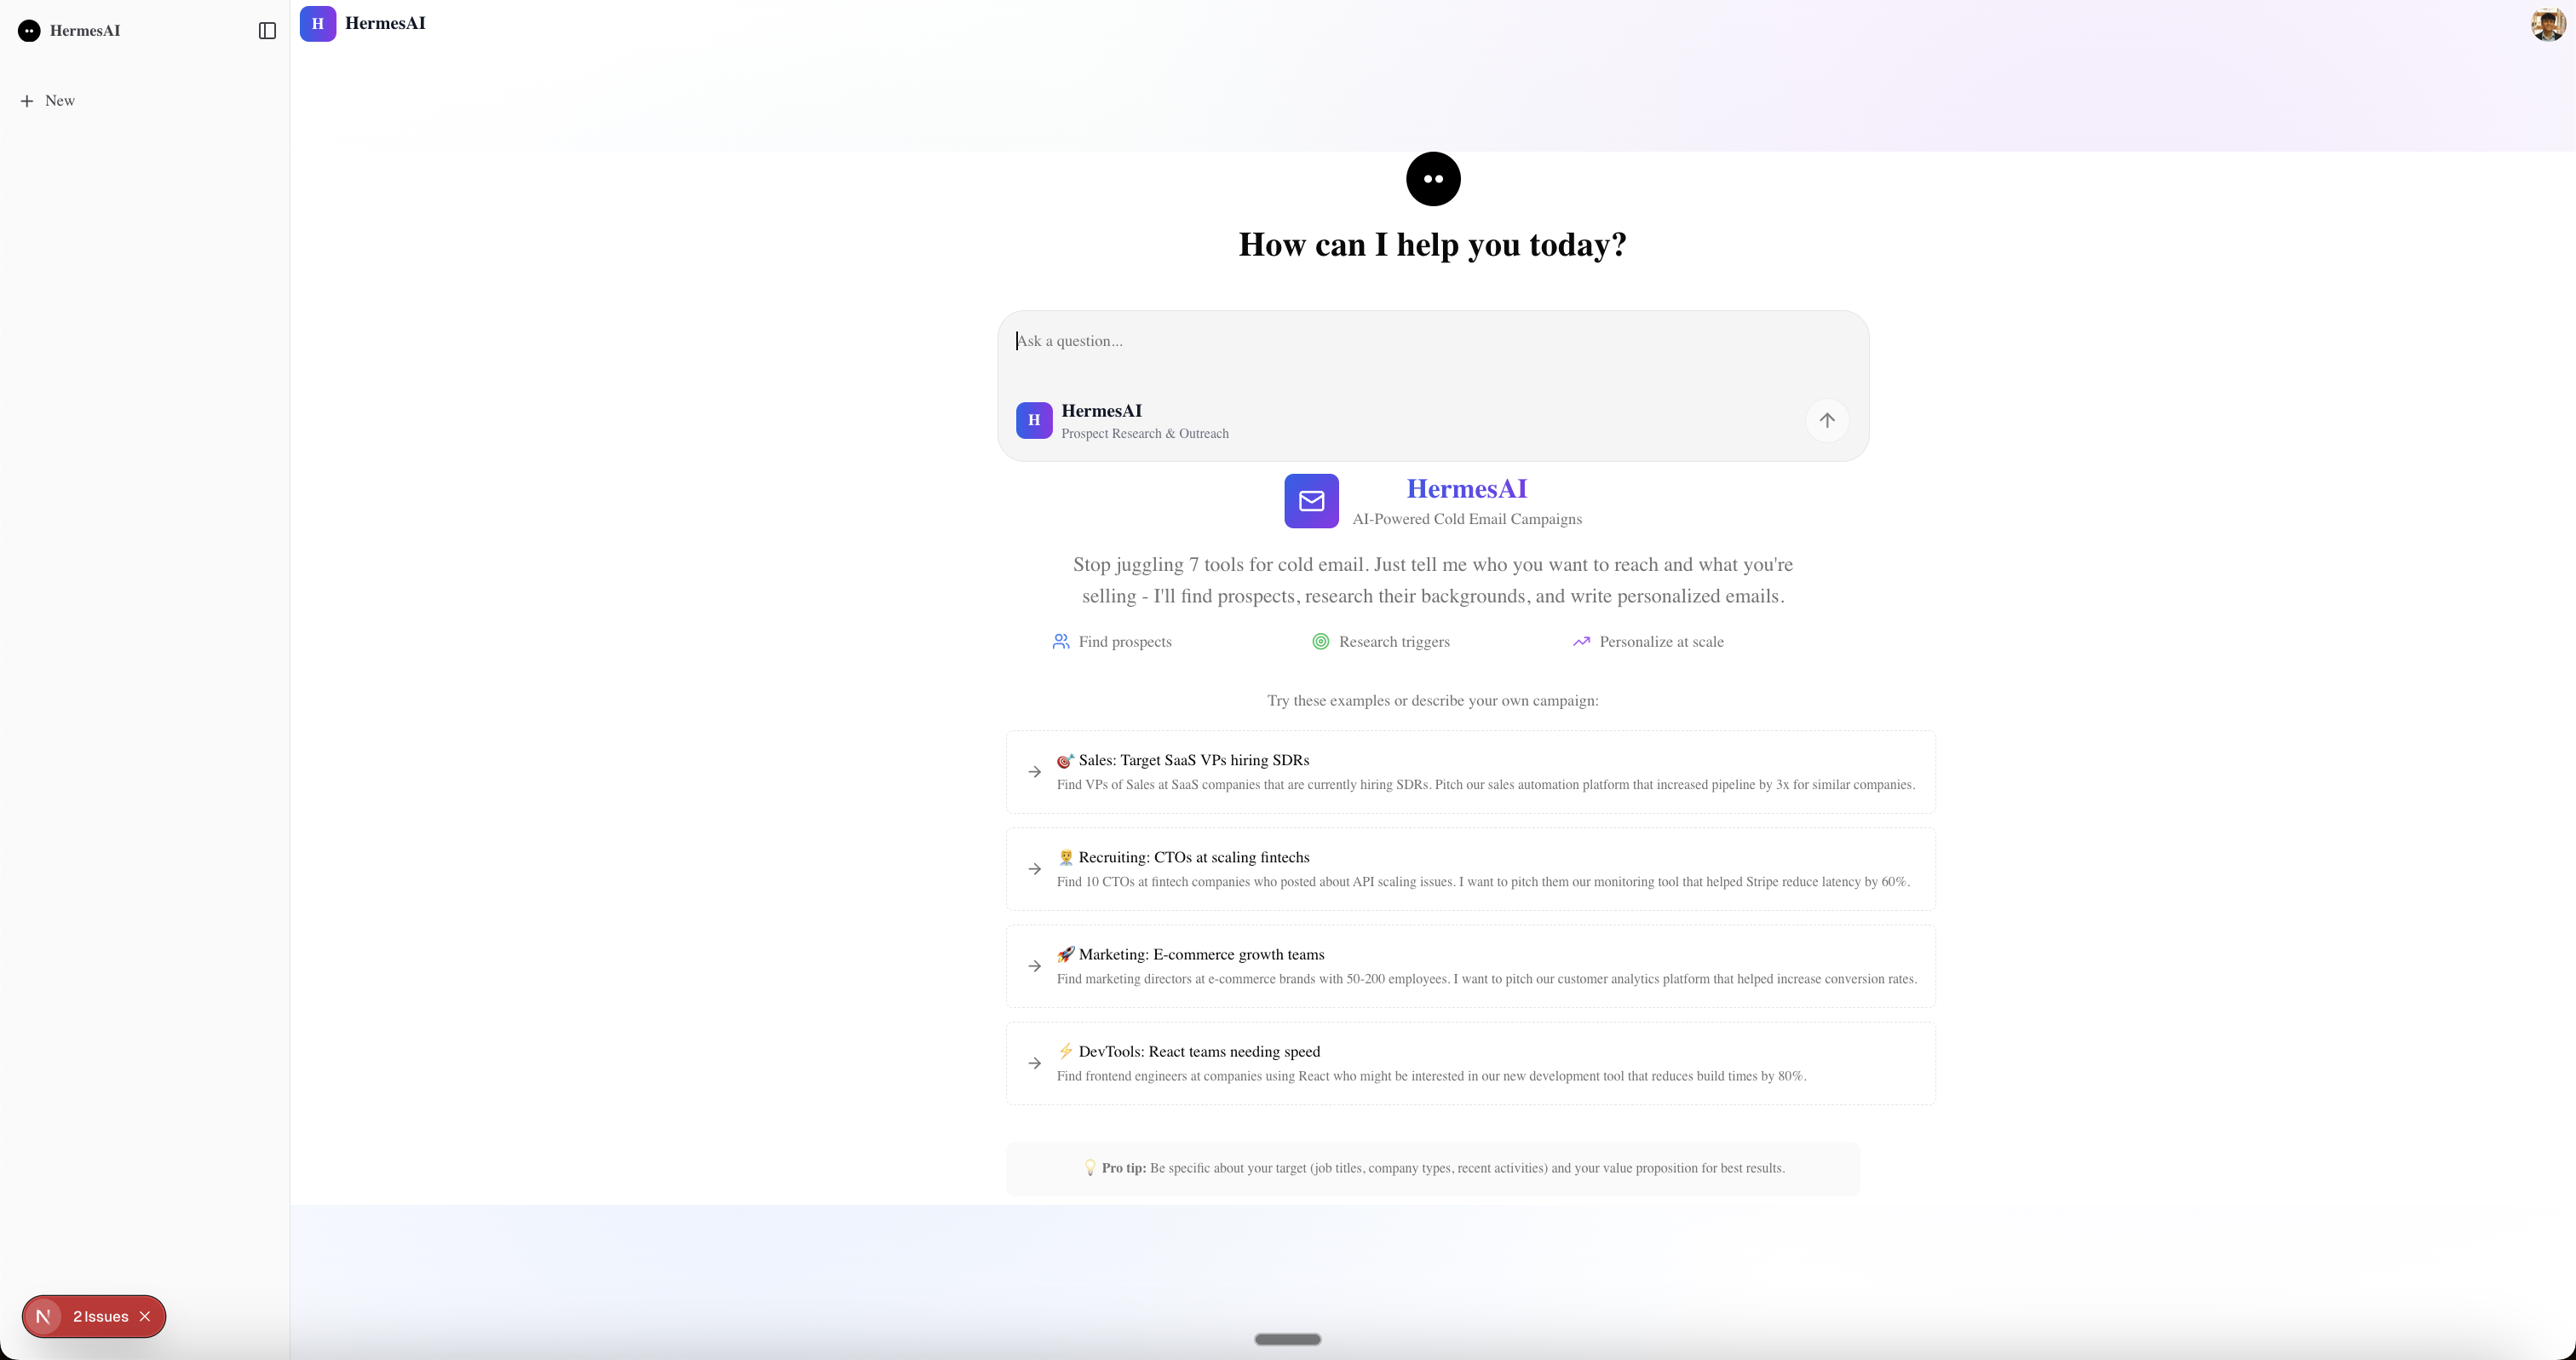 HermesAI
New
H HermesAI
How can I help you today?
Ask a question...
H
HermesAI
Prospect Research & Outreach
HermesAI
AI-Powered Cold Email Campaigns
Stop juggling 7 tools for cold email. Just tell me who you want to reach and what you're
selling - I'll find prospects, research their backgrounds, and write personalized emails.
Find prospects
Research triggers
Personalize at scale
Try these examples or describe your own campaign:
🎯 Sales: Target SaaS VPs hiring SDRs
Find VPs of Sales at SaaS companies that are currently hiring SDRs. Pitch our sales automation platform that increased pipeline by 3x for similar companies.
👨‍💼 Recruiting: CTOs at scaling fintechs
Find 10 CTOs at fintech companies who posted about API scaling issues. I want to pitch them our monitoring tool that helped Stripe reduce latency by 60%.
🚀 Marketing: E-commerce growth teams
Find marketing directors at e-commerce brands with 50-200 employees. I want to pitch our customer analytics platform that helped increase conversion rates.
⚡ DevTools: React teams needing speed
Find frontend engineers at companies using React who might be interested in our new development tool that reduces build times by 80%.
💡 Pro tip: Be specific about your target (job titles, company types, recent activities) and your value proposition for best results.
N 2 Issues